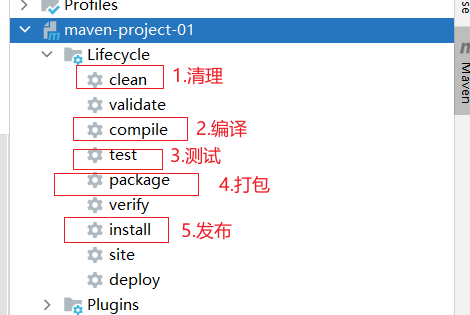 Profiles
maven-project-01
Lifecycle
clean 1.清理
validate
compile 2.编译
test 3.测试
package 4.打包
verify
install 5.发布
site
deploy
Plugins
Maven